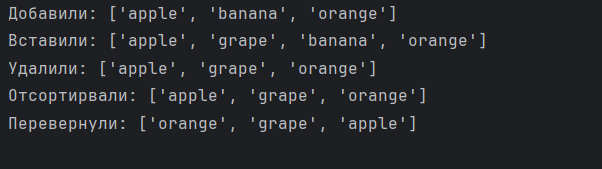 Добавили: ['apple', 'banana', 'orange']
Вставили: ['apple', 'grape', 'banana', 'orange']
Удалили: ['apple', 'grape', 'orange']
Отсортирвали: ['apple', 'grape', 'orange']
Перевернули: ['orange', 'grape', 'apple']